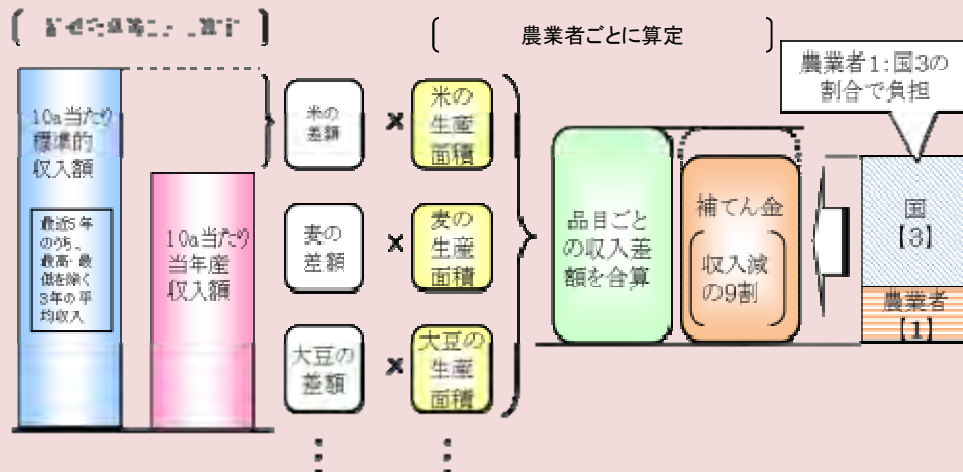 農業者ごとに算定
農業者1:国3の
割合で負担
10a当たり
標準的
収入額
最近5年
のうち、
最高・最
低を除く
3年の平
均収入
10a当たり
当年産
収入額
米の
差額
×
米の
生産
面積
麦の
差額
×
麦の
生産
面積
大豆の
差額
×
大豆の
生産
面積
品目ごと
の収入差
額を合算
補てん金
収入減
の9割
国
【3】
農業者
【1】